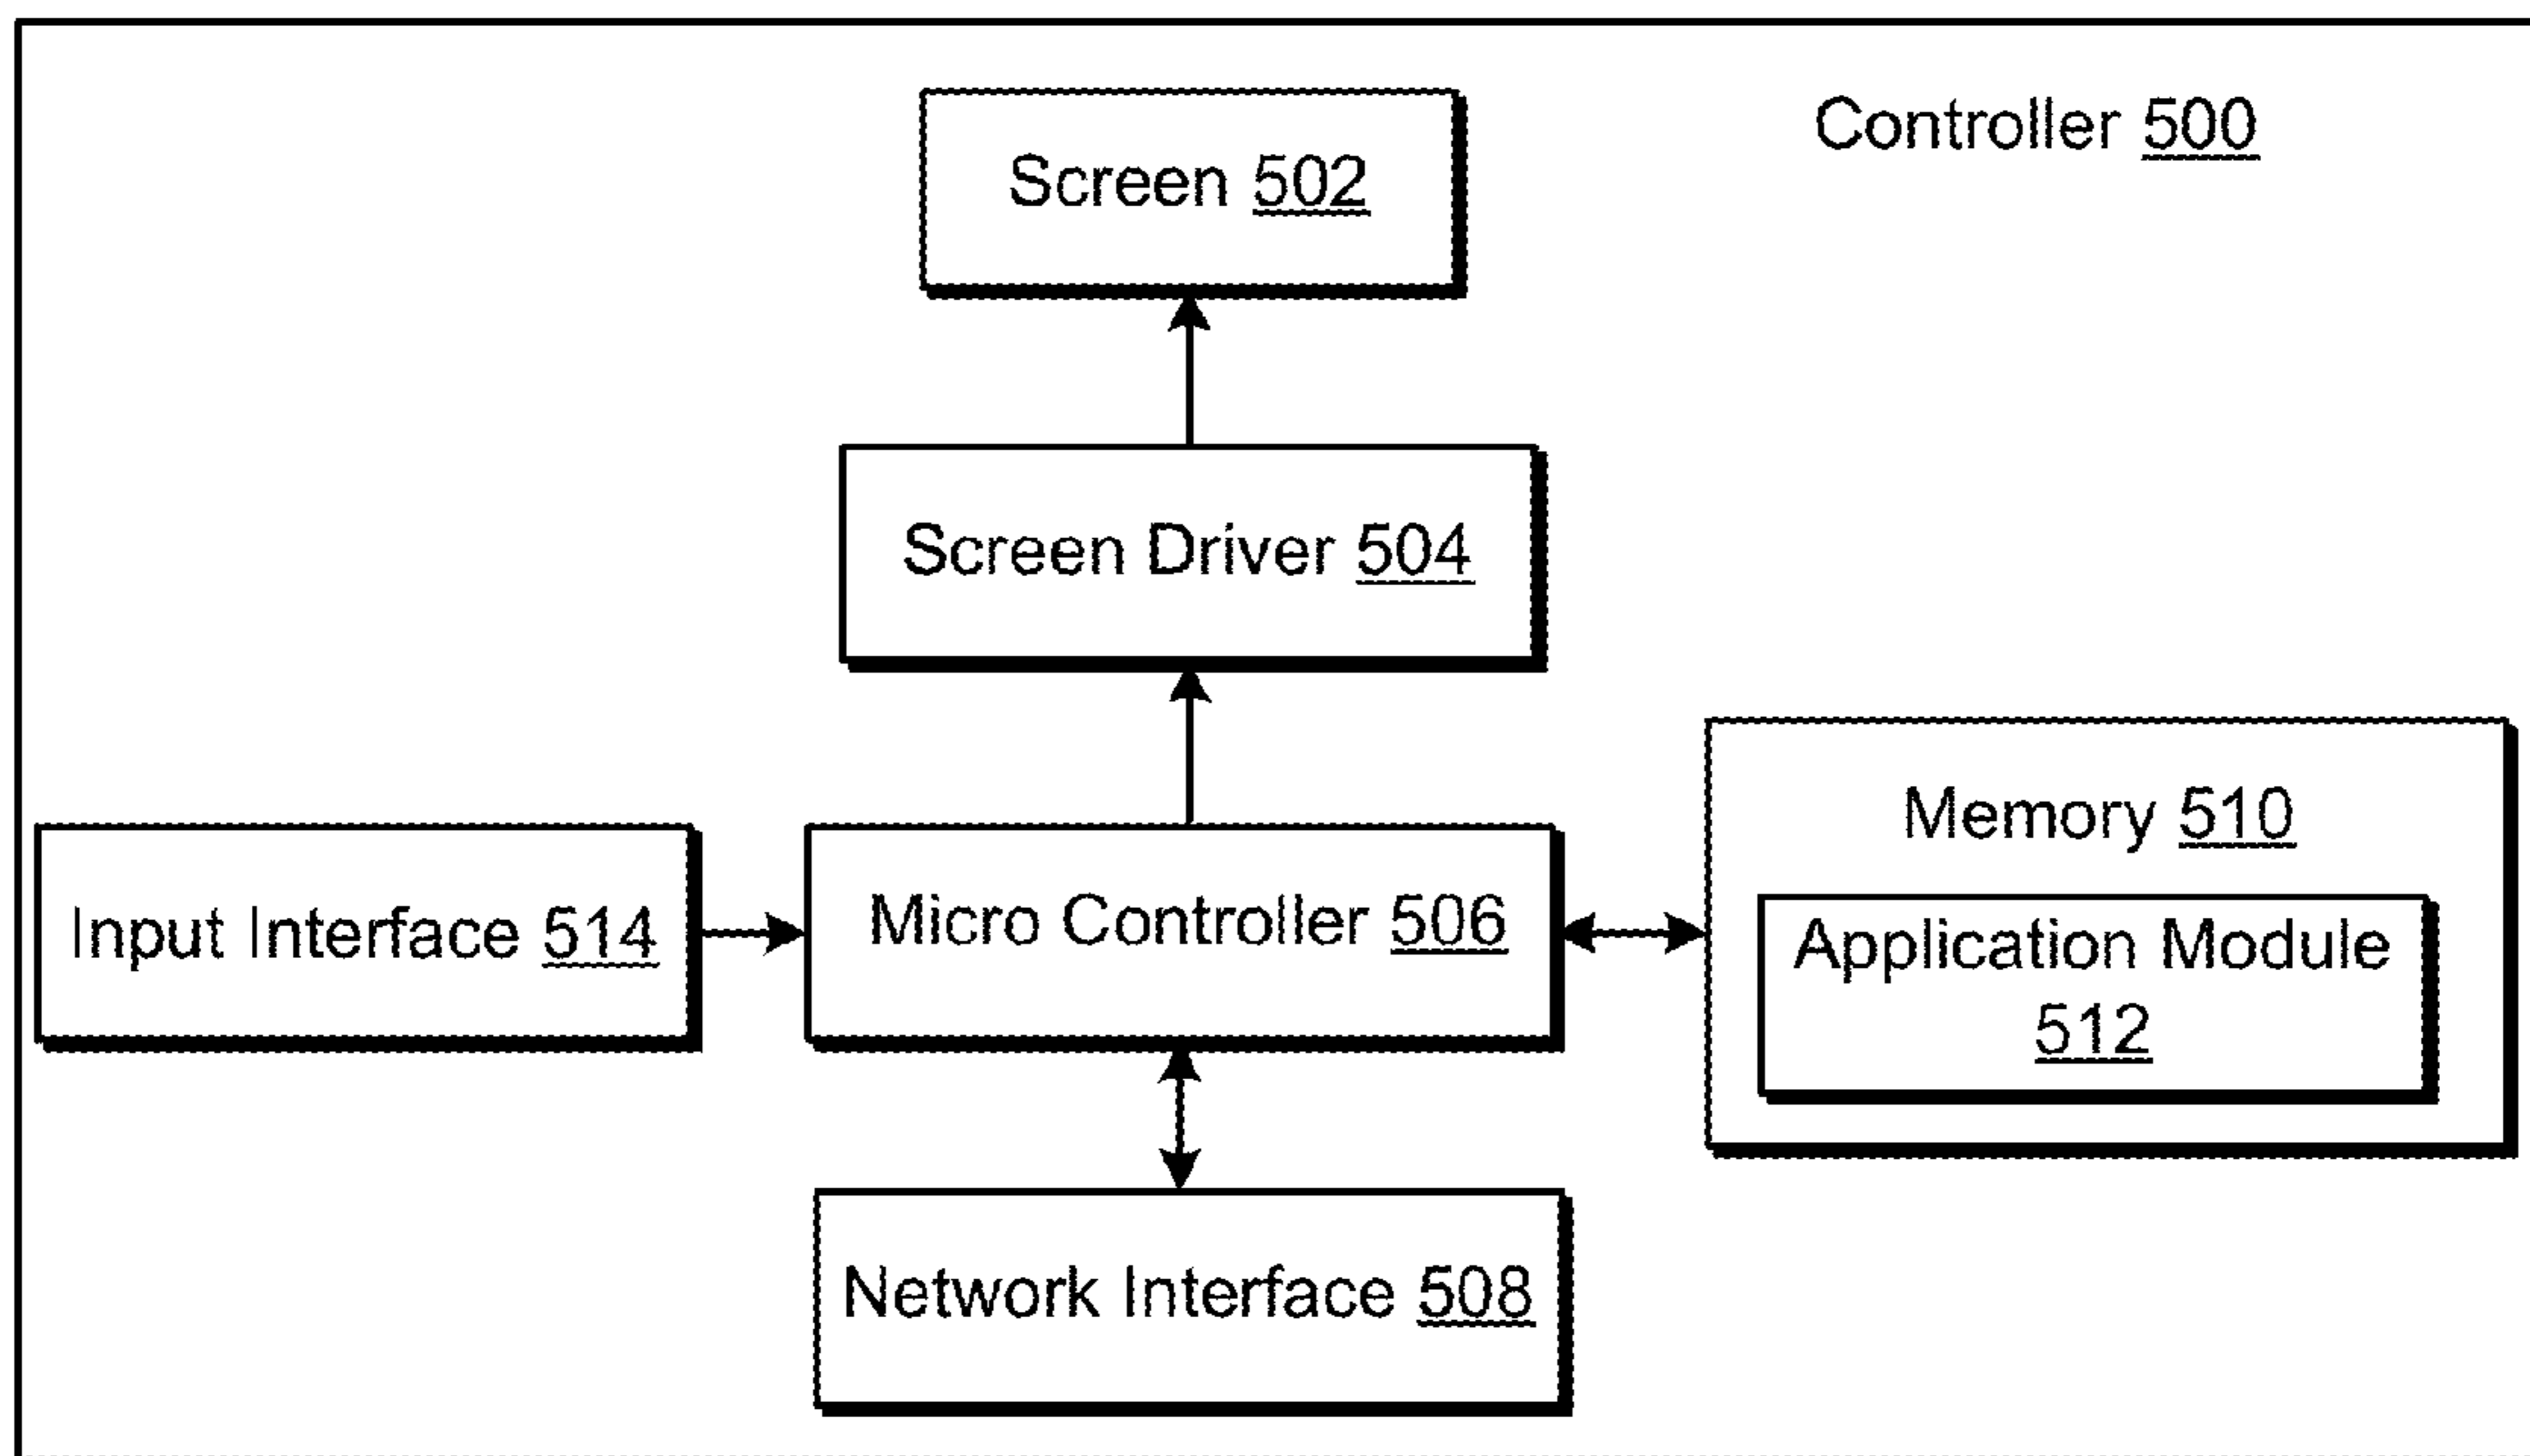 Controller 500
Screen 502
Screen Driver 504
Memory 510
Input Interface 514
Micro Controller 506
Application Module
512
Network Interface 508